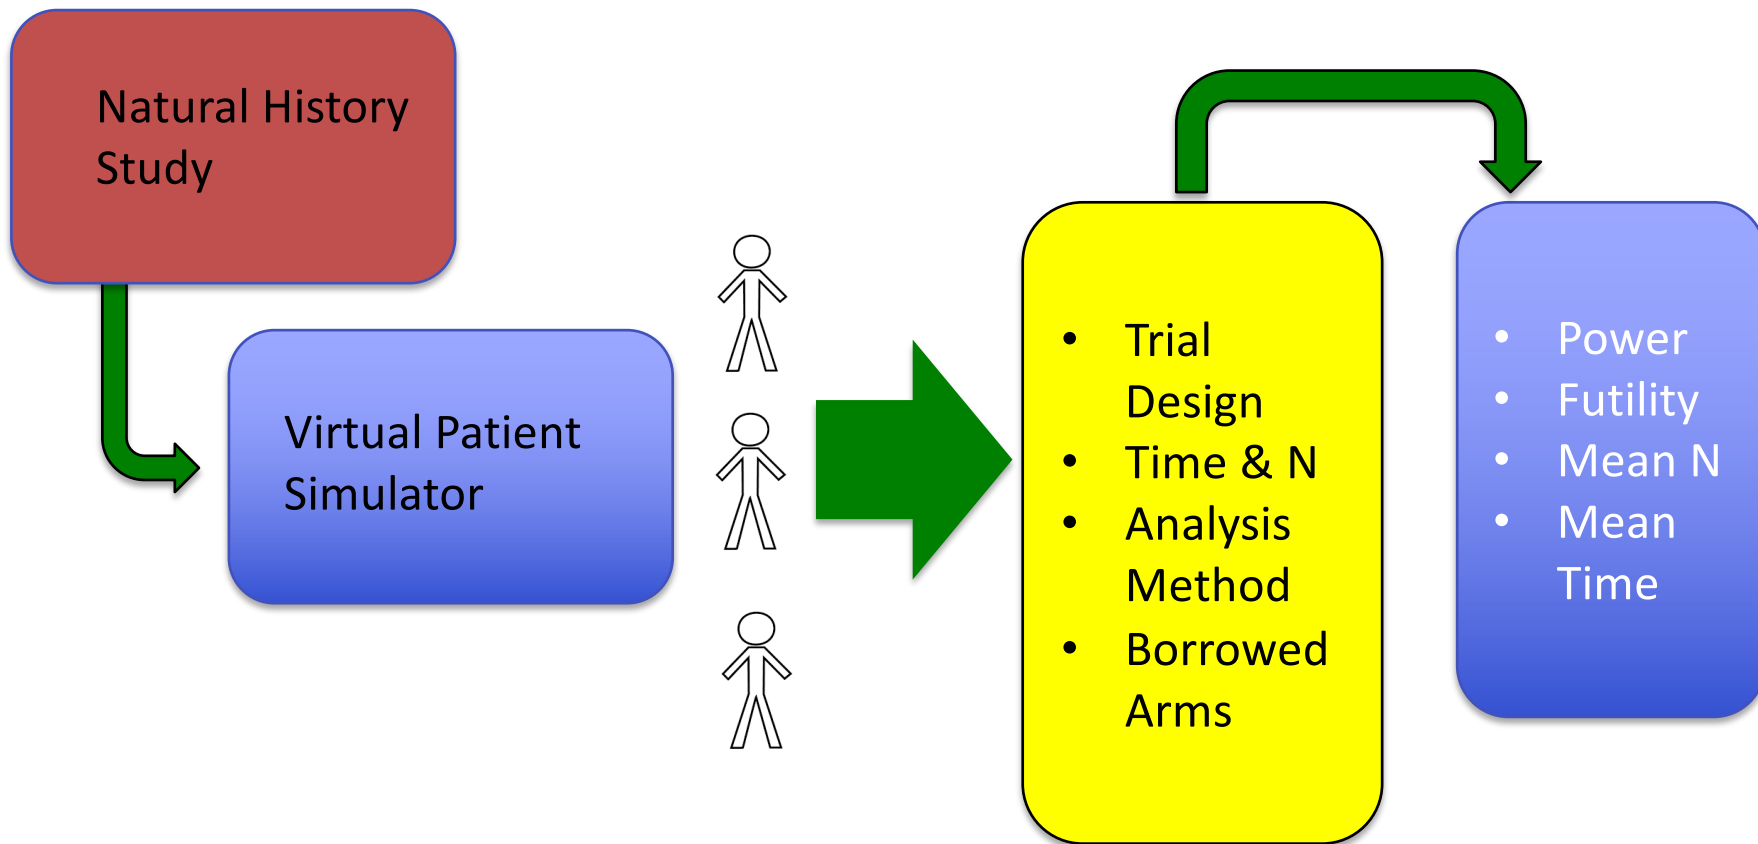 Natural History
Study
Virtual Patient
Simulator
• Trial
Design
• Time & N
• Analysis
Method
• Borrowed
Arms
• Power
• Futility
• Mean N
• Mean
Time